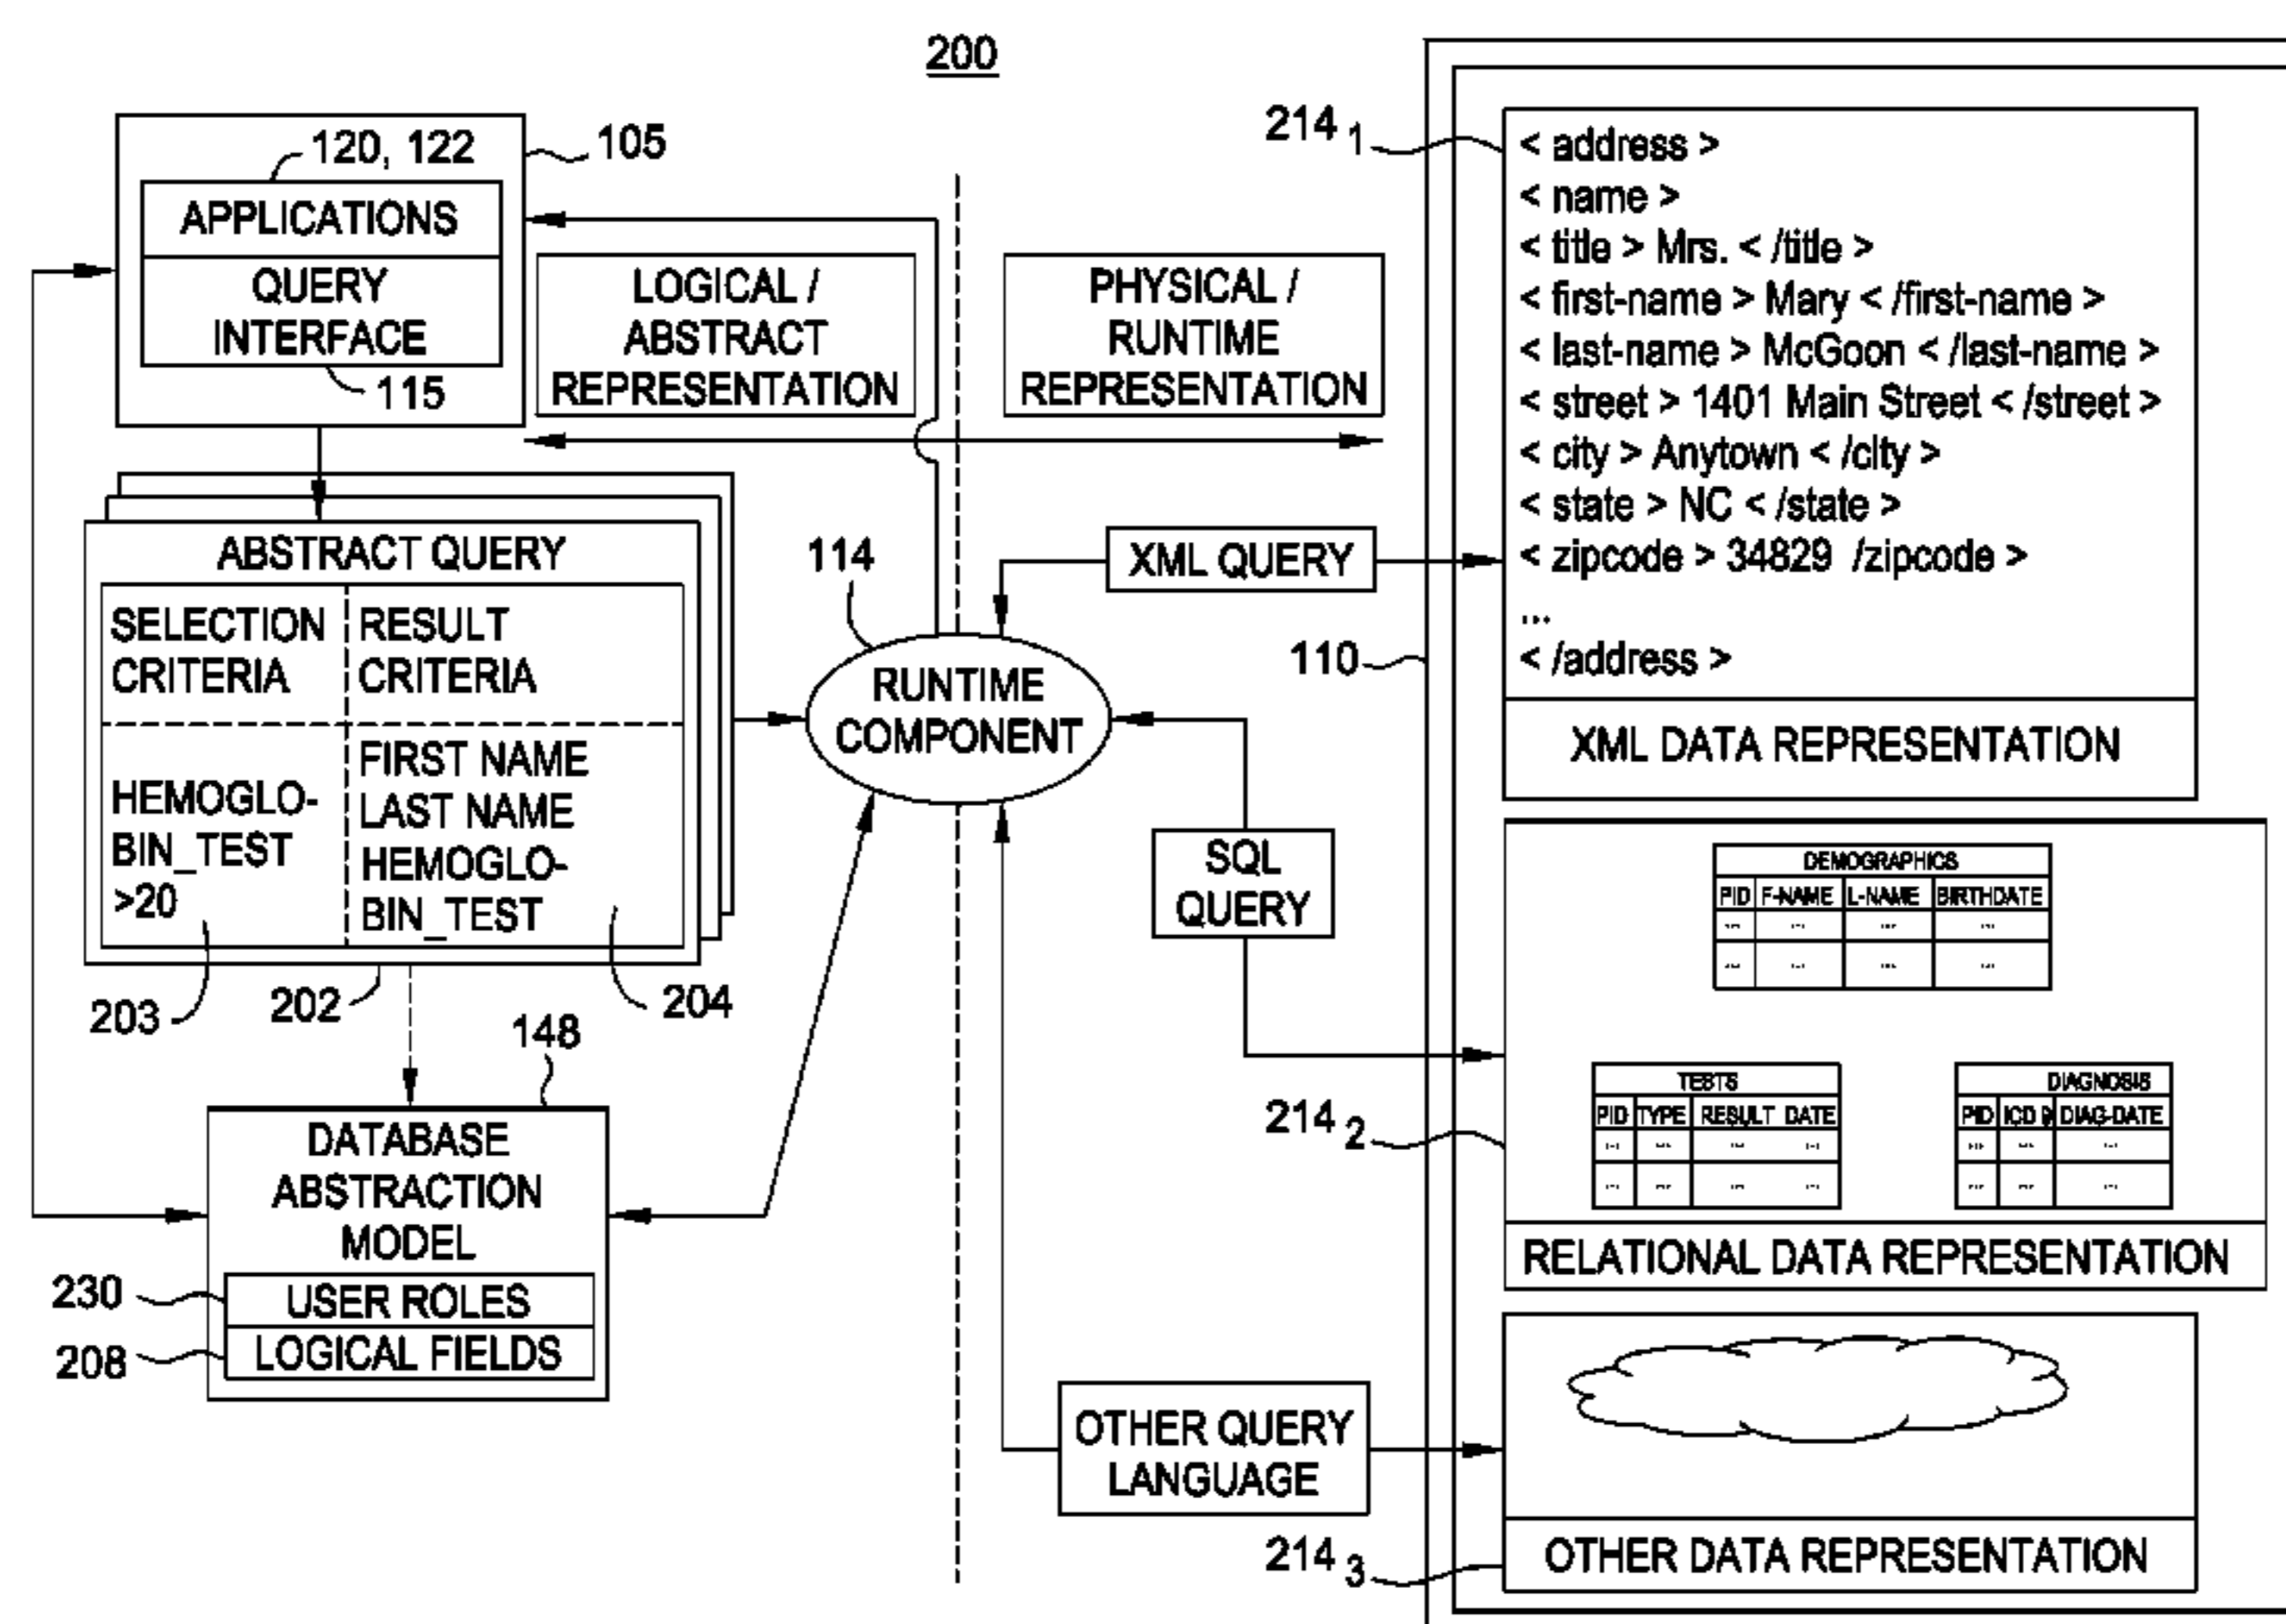 200
120, 122
105
APPLICATIONS
QUERY
INTERFACE
115
LOGICAL /
ABSTRACT
REPRESENTATION
PHYSICAL /
RUNTIME
REPRESENTATION
ABSTRACT QUERY
SELECTION
CRITERIA
RESULT
CRITERIA
HEMOGLO-
BIN_TEST
>20
FIRST NAME
LAST NAME
HEMOGLO-
BIN_TEST
203
202
204
148
DATABASE
ABSTRACTION
MODEL
230
USER ROLES
208
LOGICAL FIELDS
114
RUNTIME
COMPONENT
XML QUERY
SQL
QUERY
OTHER QUERY
LANGUAGE
110
214 1
< address >
< name >
< title > Mrs. < /title >
< first-name > Mary < /first-name >
< last-name > McGoon < /last-name >
< street > 1401 Main Street < /street >
< city > Anytown < /city >
< state > NC < /state >
< zipcode > 34829 /zipcode >
...
< /address >
XML DATA REPRESENTATION
214 2
DEMOGRAPHICS
PID F-NAME L-NAME BIRTHDATE
... ... ... ...
... ... ... ...
TESTS
PID TYPE RESULT DATE
... ... ... ...
... ... ... ...
DIAGNOSIS
PID ICD 9 DIAG-DATE
... ... ...
... ... ...
RELATIONAL DATA REPRESENTATION
214 3
OTHER DATA REPRESENTATION